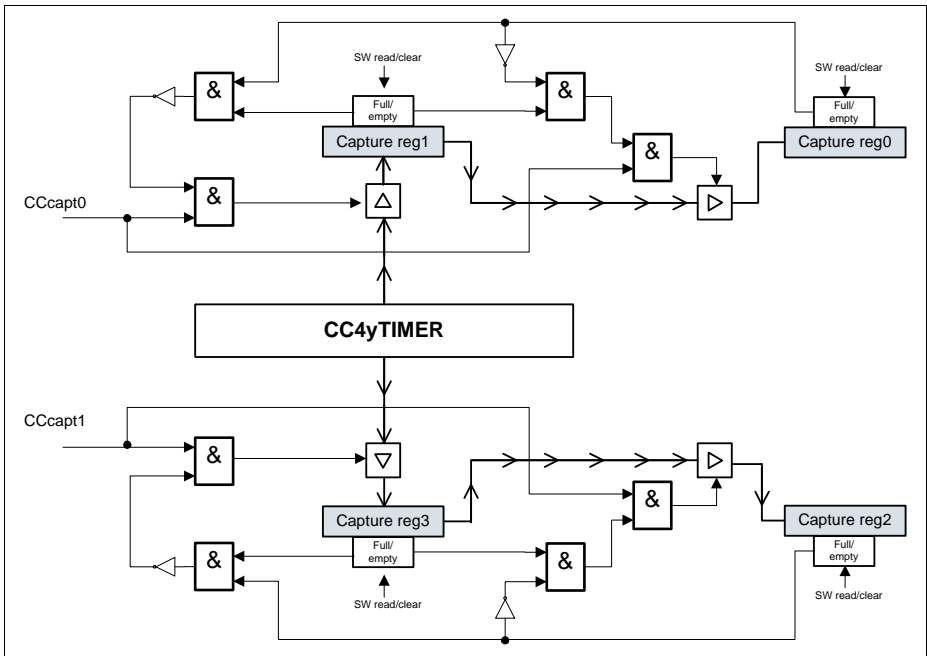 SW read/clear
SW read/clear
&
&
Full/
empty
Full/
empty
Capture reg1
&
Capture reg0
&
CCcapt0
CC4yTIMER
CCcapt1
&
&
Capture reg3
Capture reg2
&
Full/
empty
&
Full/
empty
SW read/clear
SW read/clear